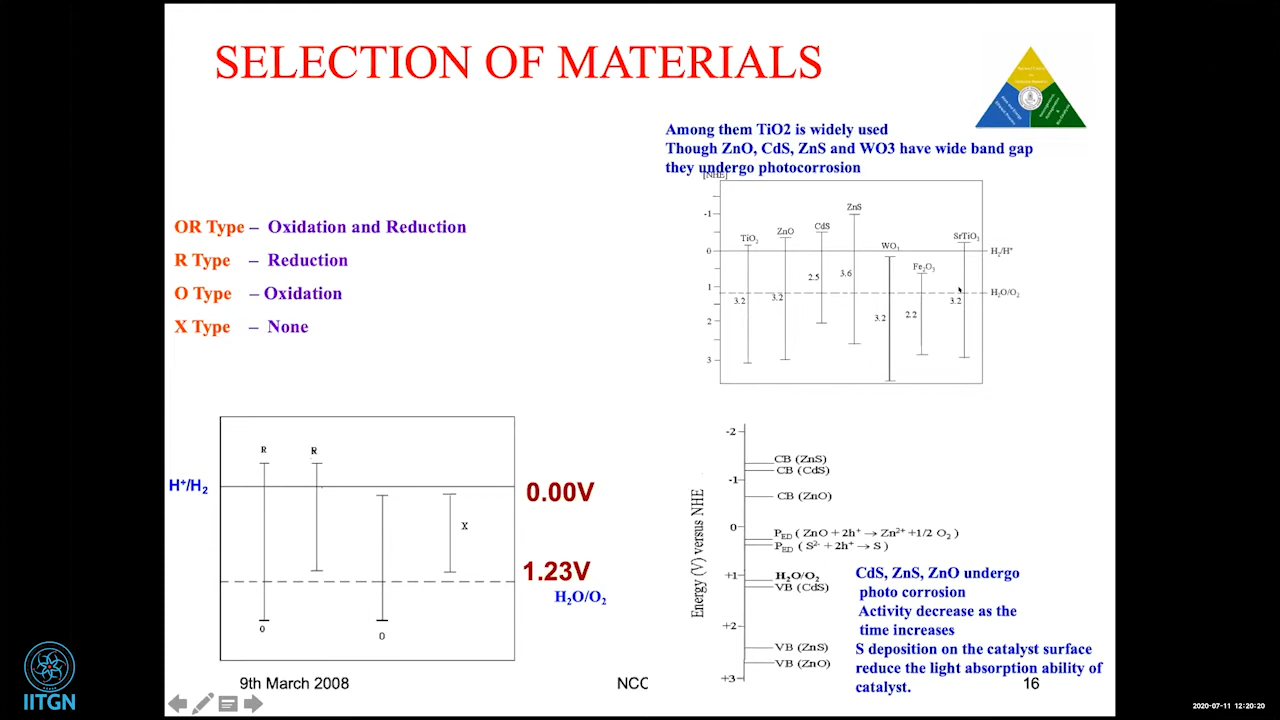 SELECTION OF MATERIALS
Among them TiO2 is widely used
Though ZnO, CdS, ZnS and WO3 have wide band gap
they undergo photocorrosion
[NHE]
OR Type – Oxidation and Reduction
R Type – Reduction
O Type – Oxidation
X Type – None
-1
0
1
2
3
TiO₂
ZnO
CdS
ZnS
WO₃
Fe₂O₃
SrTiO₃
3.2
3.2
2.5
3.6
3.2
2.2
3.2
H₂/H⁺
H₂O/O₂
R
R
H⁺/H₂
0.00V
X
1.23V
H₂O/O₂
0
0
Energy (V) versus NHE
-2
-1
0
+1
+2
+3
CB (ZnS)
CB (CdS)
CB (ZnO)
P_ED ( ZnO + 2h⁺ → Zn²⁺ +1/2 O₂ )
P_ED ( S²⁻ + 2h⁺ → S )
H₂O/O₂
VB (CdS)
VB (ZnS)
VB (ZnO)
CdS, ZnS, ZnO undergo
photo corrosion
Activity decrease as the
time increases
S deposition on the catalyst surface
reduce the light absorption ability of
catalyst.
9th March 2008
NCC
16
IITGN
2020-07-11 12:20:20